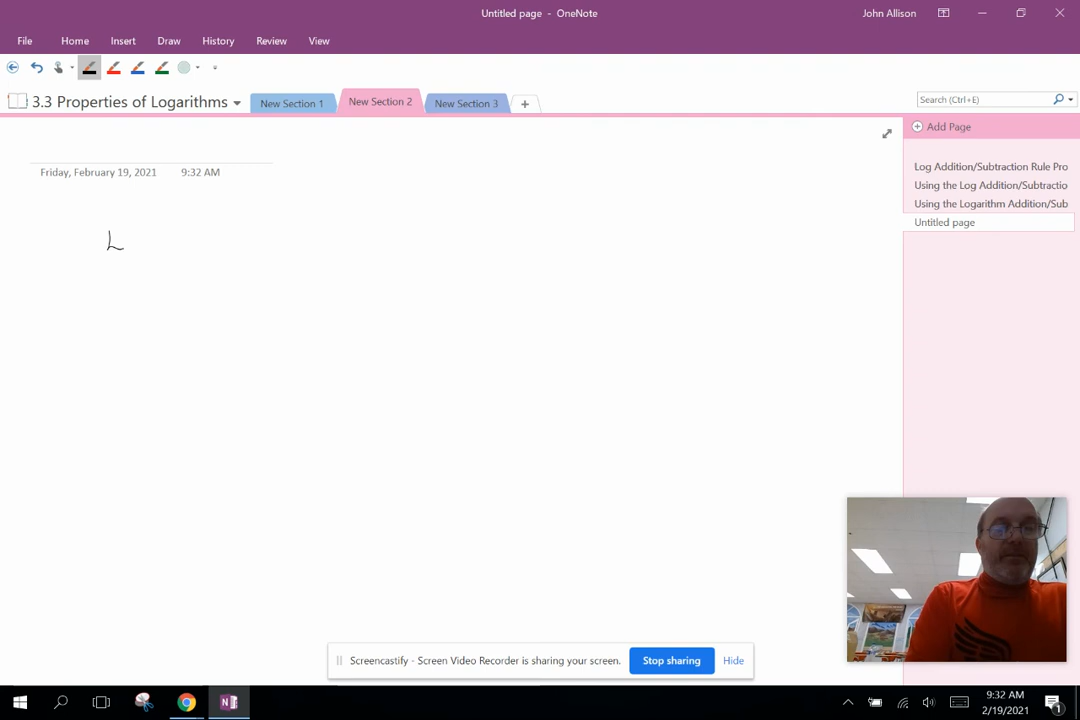 Untitled page - OneNote
John Allison
File Home Insert Draw History Review View
3.3 Properties of Logarithms
New Section 1 New Section 2 New Section 3
Search (Ctrl+E)
Add Page
Friday, February 19, 2021 9:32 AM
Log Addition/Subtraction Rule Pro
Using the Log Addition/Subtractio
Using the Logarithm Addition/Sub
Untitled page
L
Screencastify - Screen Video Recorder is sharing your screen. Stop sharing Hide
N
9:32 AM
2/19/2021
1